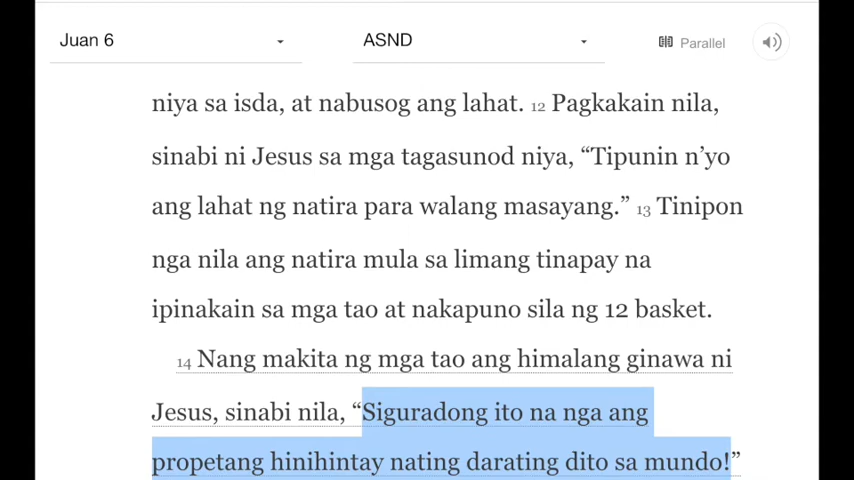 Juan 6 ASND Parallel
niya sa isda, at nabusog ang lahat. 12 Pagkakain nila,
sinabi ni Jesus sa mga tagasunod niya, “Tipunin n’yo
ang lahat ng natira para walang masayang.” 13 Tinipon
nga nila ang natira mula sa limang tinapay na
ipinakain sa mga tao at nakapuno sila ng 12 basket.
14 Nang makita ng mga tao ang himalang ginawa ni
Jesus, sinabi nila, “Siguradong ito na nga ang
propetang hinihintay nating darating dito sa mundo!”